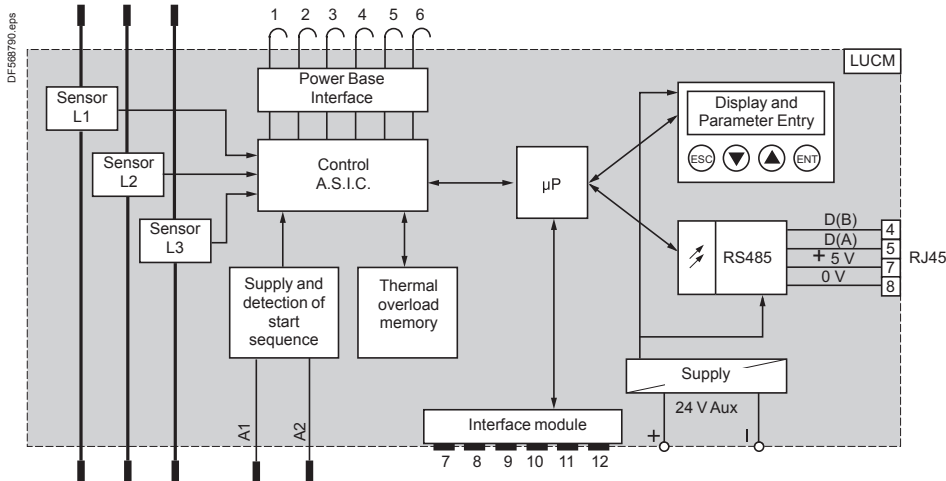 DF568790.eps
1 2 3 4 5 6
LUCM
Power Base
Interface
Sensor
L1
Sensor
L2
Sensor
L3
Control
A.S.I.C.
µP
Display and
Parameter Entry
ESC ENT
RS485
D(B) 4
D(A) 5
+ 5 V 7
0 V 8
RJ45
Supply and
detection of
start
sequence
Thermal
overload
memory
Supply
24 V Aux
+ –
A1 A2
Interface module
7 8 9 10 11 12